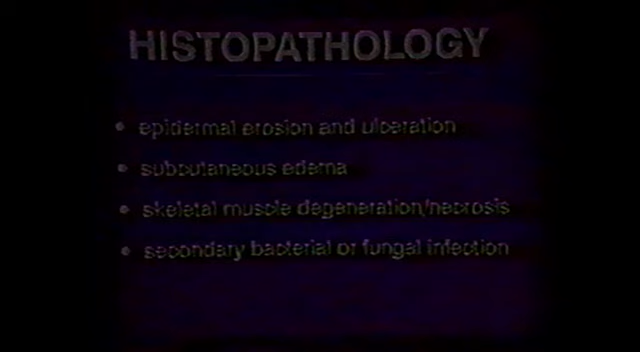 HISTOPATHOLOGY
• epidermal erosion and ulceration
• subcutaneous edema
• skeletal muscle degeneration/necrosis
• secondary bacterial or fungal infection